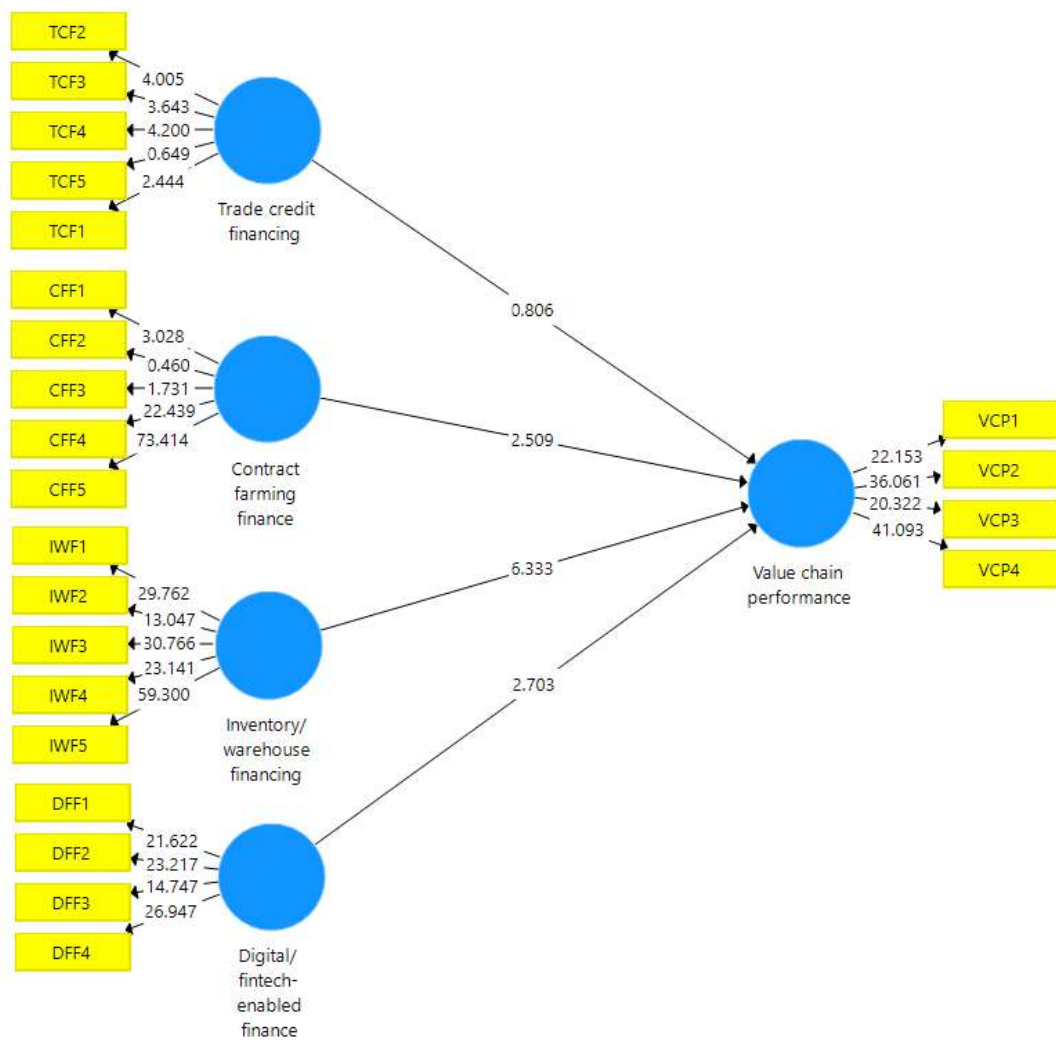 TCF2
TCF3
TCF4
TCF5
TCF1
4.005
3.643
4.200
0.649
2.444
Trade credit
financing
0.806
CFF1
CFF2
CFF3
CFF4
CFF5
3.028
0.460
1.731
22.439
73.414
Contract
farming
finance
2.509
IWF1
IWF2
IWF3
IWF4
IWF5
29.762
13.047
30.766
23.141
59.300
Inventory/
warehouse
financing
6.333
DFF1
DFF2
DFF3
DFF4
21.622
23.217
14.747
26.947
Digital/
fintech-
enabled
finance
2.703
Value chain
performance
22.153
36.061
20.322
41.093
VCP1
VCP2
VCP3
VCP4